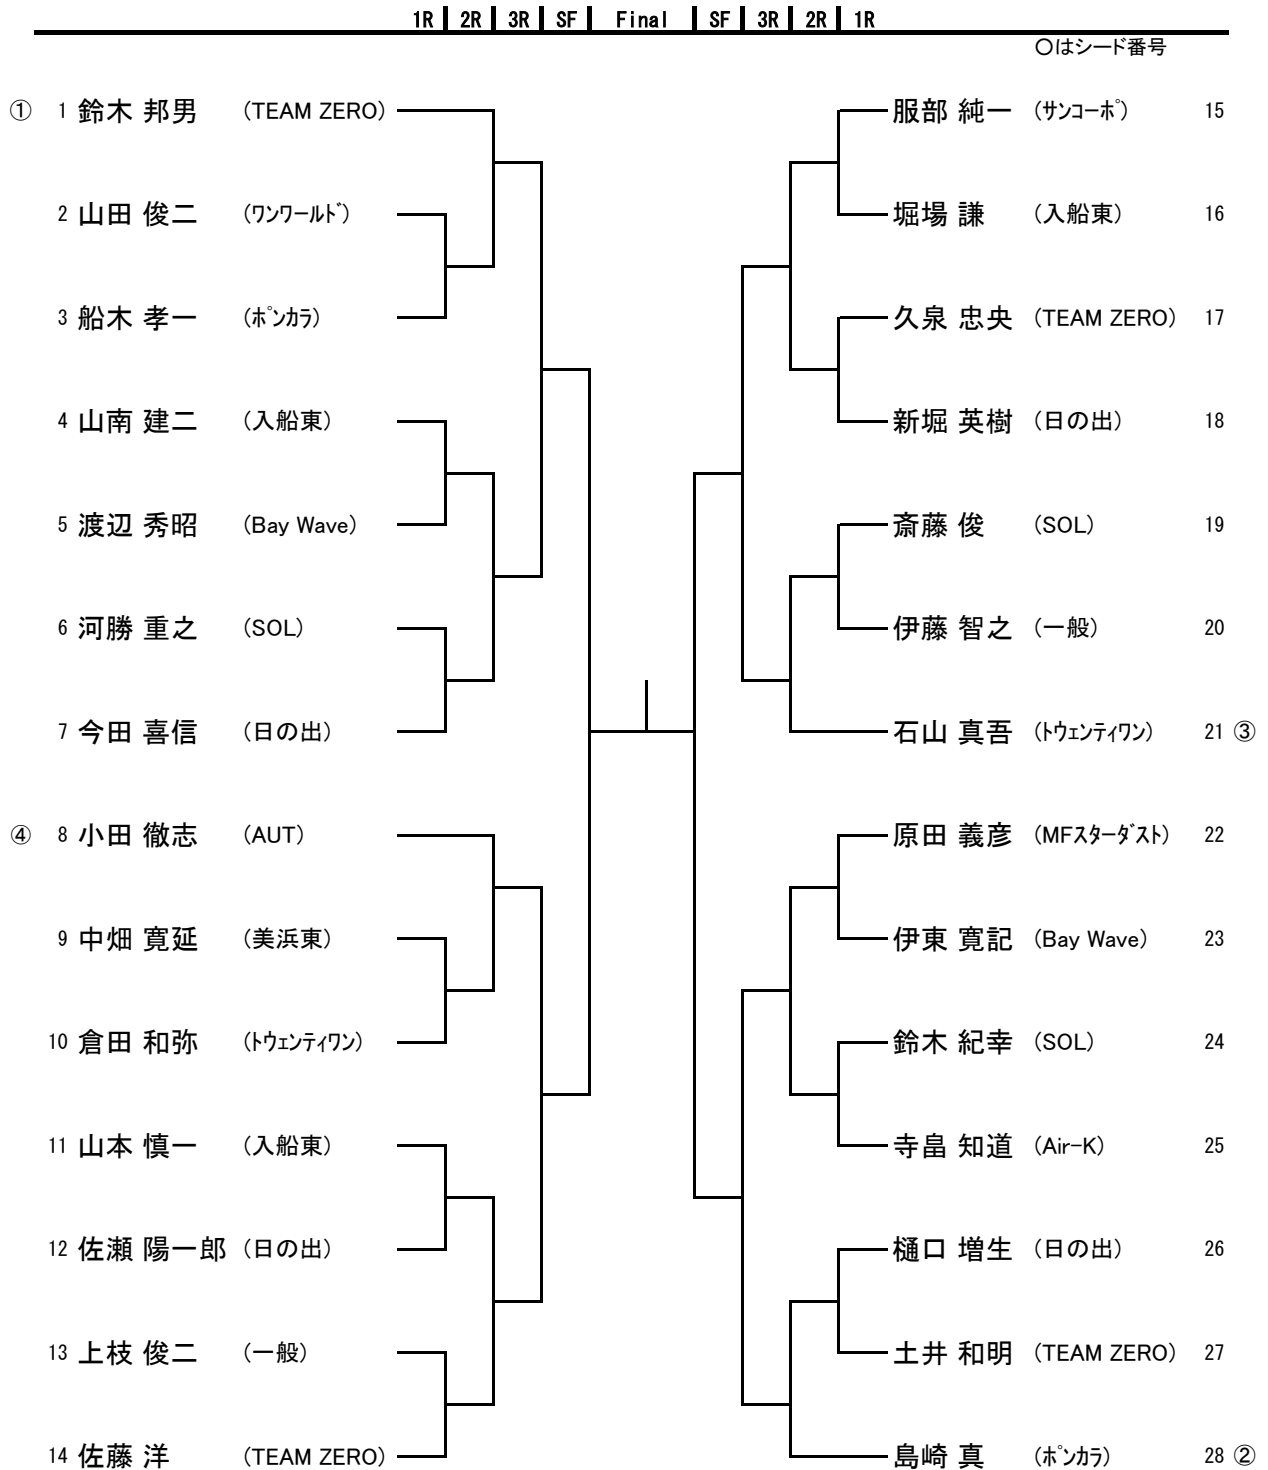 1R 2R 3R SF Final SF 3R 2R 1R
○はシード番号
① 1 鈴木 邦男 (TEAM ZERO) 服部 純一 (ｻﾝｺｰﾎﾟ) 15
2 山田 俊二 (ﾜﾝﾜｰﾙﾄﾞ) 堀場 謙 (入船東) 16
3 船木 孝一 (ﾎﾟﾝｶﾗ) 久泉 忠央 (TEAM ZERO) 17
4 山南 建二 (入船東) 新堀 英樹 (日の出) 18
5 渡辺 秀昭 (Bay Wave) 斎藤 俊 (SOL) 19
6 河勝 重之 (SOL) 伊藤 智之 (一般) 20
7 今田 喜信 (日の出) 石山 真吾 (ﾄｳｪﾝﾃｨﾜﾝ) 21 ③
④ 8 小田 徹志 (AUT) 原田 義彦 (MFｽﾀｰﾀﾞｽﾄ) 22
9 中畑 寛延 (美浜東) 伊東 寛記 (Bay Wave) 23
10 倉田 和弥 (ﾄｳｪﾝﾃｨﾜﾝ) 鈴木 紀幸 (SOL) 24
11 山本 慎一 (入船東) 寺畠 知道 (Air-K) 25
12 佐瀬 陽一郎 (日の出) 樋口 増生 (日の出) 26
13 上枝 俊二 (一般) 土井 和明 (TEAM ZERO) 27
14 佐藤 洋 (TEAM ZERO) 島崎 真 (ﾎﾟﾝｶﾗ) 28 ②